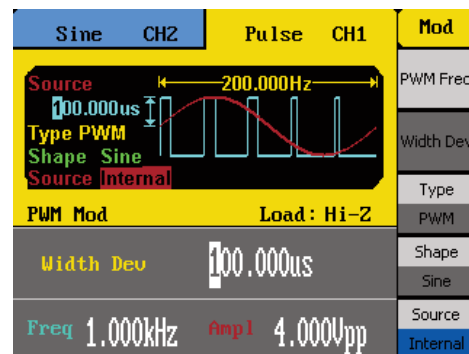 Sine CH2 Pulse CH1 Mod
Source 200.000Hz
100.000us
Type PWM
Shape Sine
Source Internal
PWM Mod Load: Hi-Z
Width Dev 100.000us
Freq 1.000kHz Ampl 4.000Vpp
PWM Freq
Width Dev
Type
PWM
Shape
Sine
Source
Internal